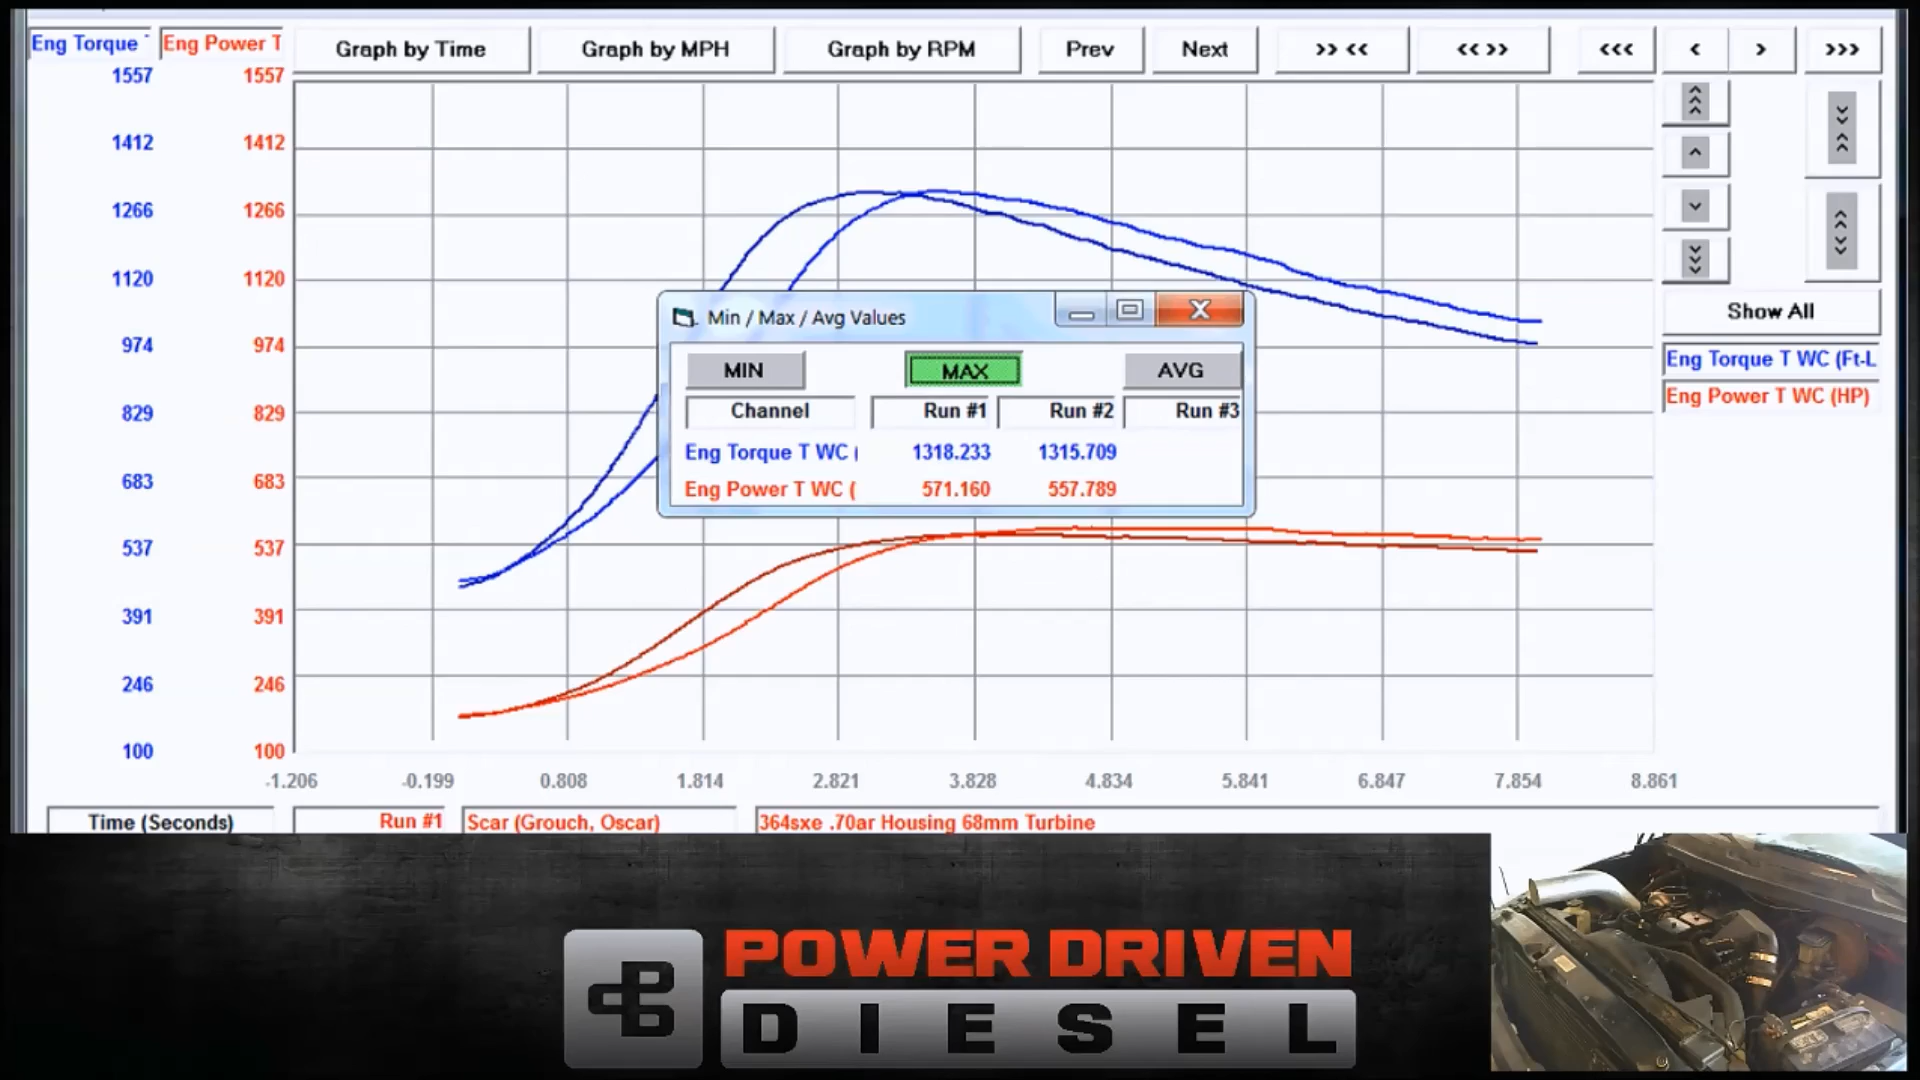 Eng Torque Eng Power T Graph by Time Graph by MPH Graph by RPM Prev Next >> << << >> <<< < > >>>
1557 1557
1412 1412
1266 1266
1120 1120
974 974
829 829
683 683
537 537
391 391
246 246
100 100
Show All
Eng Torque T WC (Ft-L
Eng Power T WC (HP)
Min / Max / Avg Values
MIN MAX AVG
Channel Run #1 Run #2 Run #3
Eng Torque T WC ( 1318.233 1315.709
Eng Power T WC ( 571.160 557.789
-1.206 -0.199 0.808 1.814 2.821 3.828 4.834 5.841 6.847 7.854 8.861
Time (Seconds) Run #1 Scar (Grouch, Oscar) 364sxe .70ar Housing 68mm Turbine
POWER DRIVEN
DIESEL